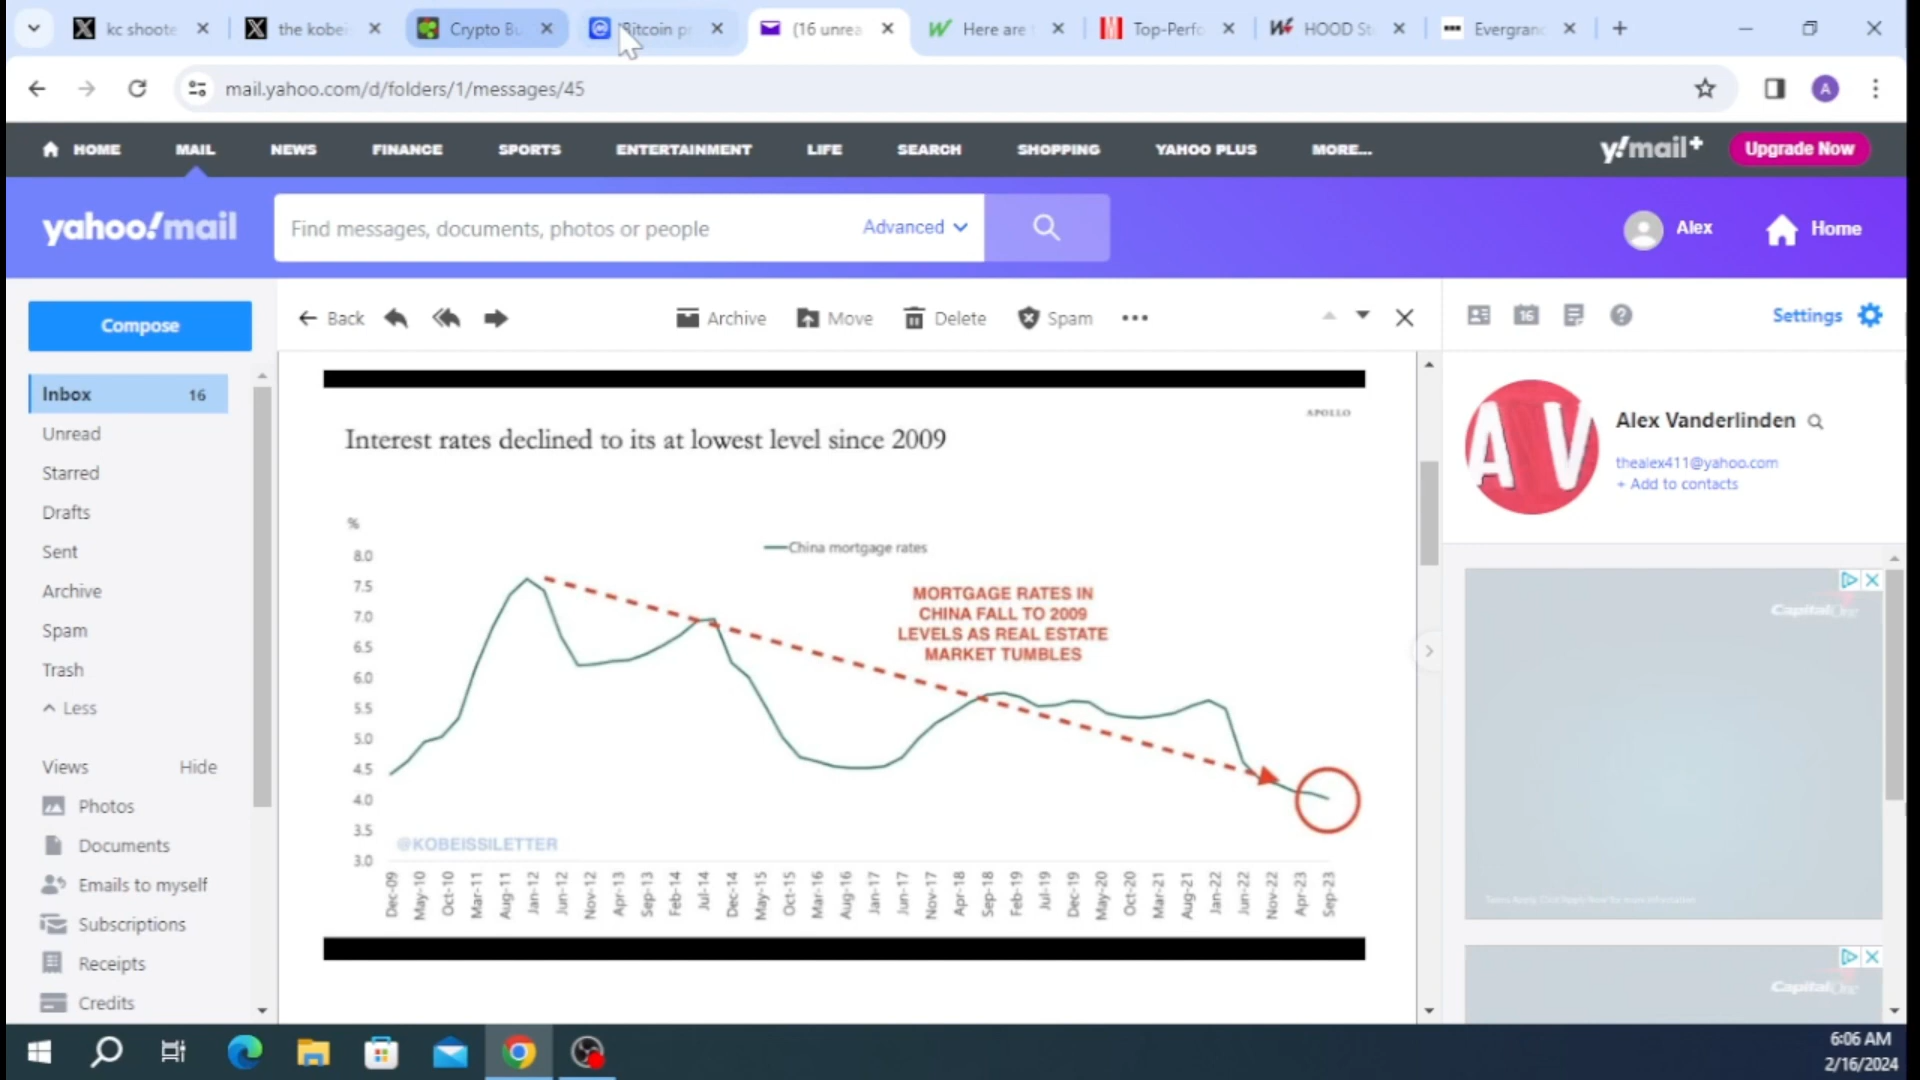 kc shoote
the kobei
Crypto Bu
Bitcoin pr
(16 unrea
Here are t
Top-Perfo
HOOD St
Evergran
mail.yahoo.com/d/folders/1/messages/45
A
HOME MAIL NEWS FINANCE SPORTS ENTERTAINMENT LIFE SEARCH SHOPPING YAHOO PLUS MORE...
y!mail+
Upgrade Now
yahoo!mail
Find messages, documents, photos or people
Advanced
Alex
Home
Compose
Back
Archive
Move
Delete
Spam
16
Settings
Inbox 16
Unread
Starred
Drafts
Sent
Archive
Spam
Trash
Less
Views Hide
Photos
Documents
Emails to myself
Subscriptions
Receipts
Credits
APOLLO
Interest rates declined to its at lowest level since 2009
%
China mortgage rates
8.0
7.5
7.0
6.5
6.0
5.5
5.0
4.5
4.0
3.5
3.0
MORTGAGE RATES IN
CHINA FALL TO 2009
LEVELS AS REAL ESTATE
MARKET TUMBLES
@KOBEISSILETTER
Dec-09 May-10 Oct-10 Mar-11 Aug-11 Jan-12 Jun-12 Nov-12 Apr-13 Sep-13 Feb-14 Jul-14 Dec-14 May-15 Oct-15 Mar-16 Aug-16 Jan-17 Jun-17 Nov-17 Apr-18 Sep-18 Feb-19 Jul-19 Dec-19 May-20 Oct-20 Mar-21 Aug-21 Jan-22 Jun-22 Nov-22 Apr-23 Sep-23
AV
Alex Vanderlinden
thealex411@yahoo.com
+ Add to contacts
CapitalOne
CapitalOne
6:06 AM
2/16/2024